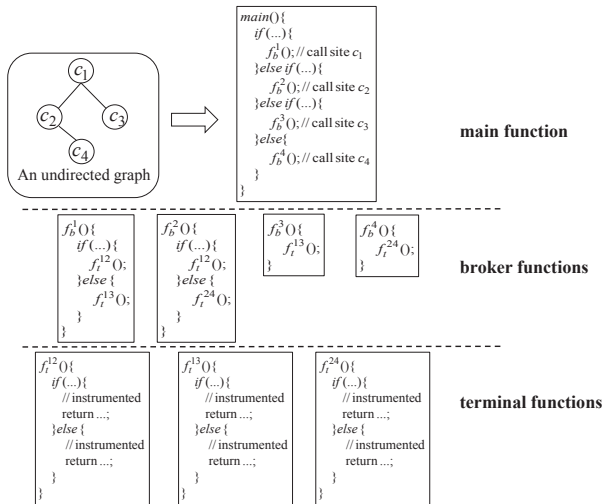 c1
c2
c3
c4
An undirected graph
main(){
if (...){
f_b^1(); // call site c1
}else if (...){
f_b^2(); // call site c2
}else if (...){
f_b^3(); // call site c3
}else{
f_b^4(); // call site c4
}
}
main function
f_b^1(){
if (...){
f_t^12();
}else {
f_t^13();
}
}
f_b^2(){
if (...){
f_t^12();
}else {
f_t^24();
}
}
f_b^3(){
f_t^13();
}
f_b^4(){
f_t^24();
}
broker functions
f_t^12(){
if (...){
// instrumented
return ...;
}else {
// instrumented
return ...;
}
}
f_t^13(){
if (...){
// instrumented
return ...;
}else {
// instrumented
return ...;
}
}
f_t^24(){
if (...){
// instrumented
return ...;
}else {
// instrumented
return ...;
}
}
terminal functions